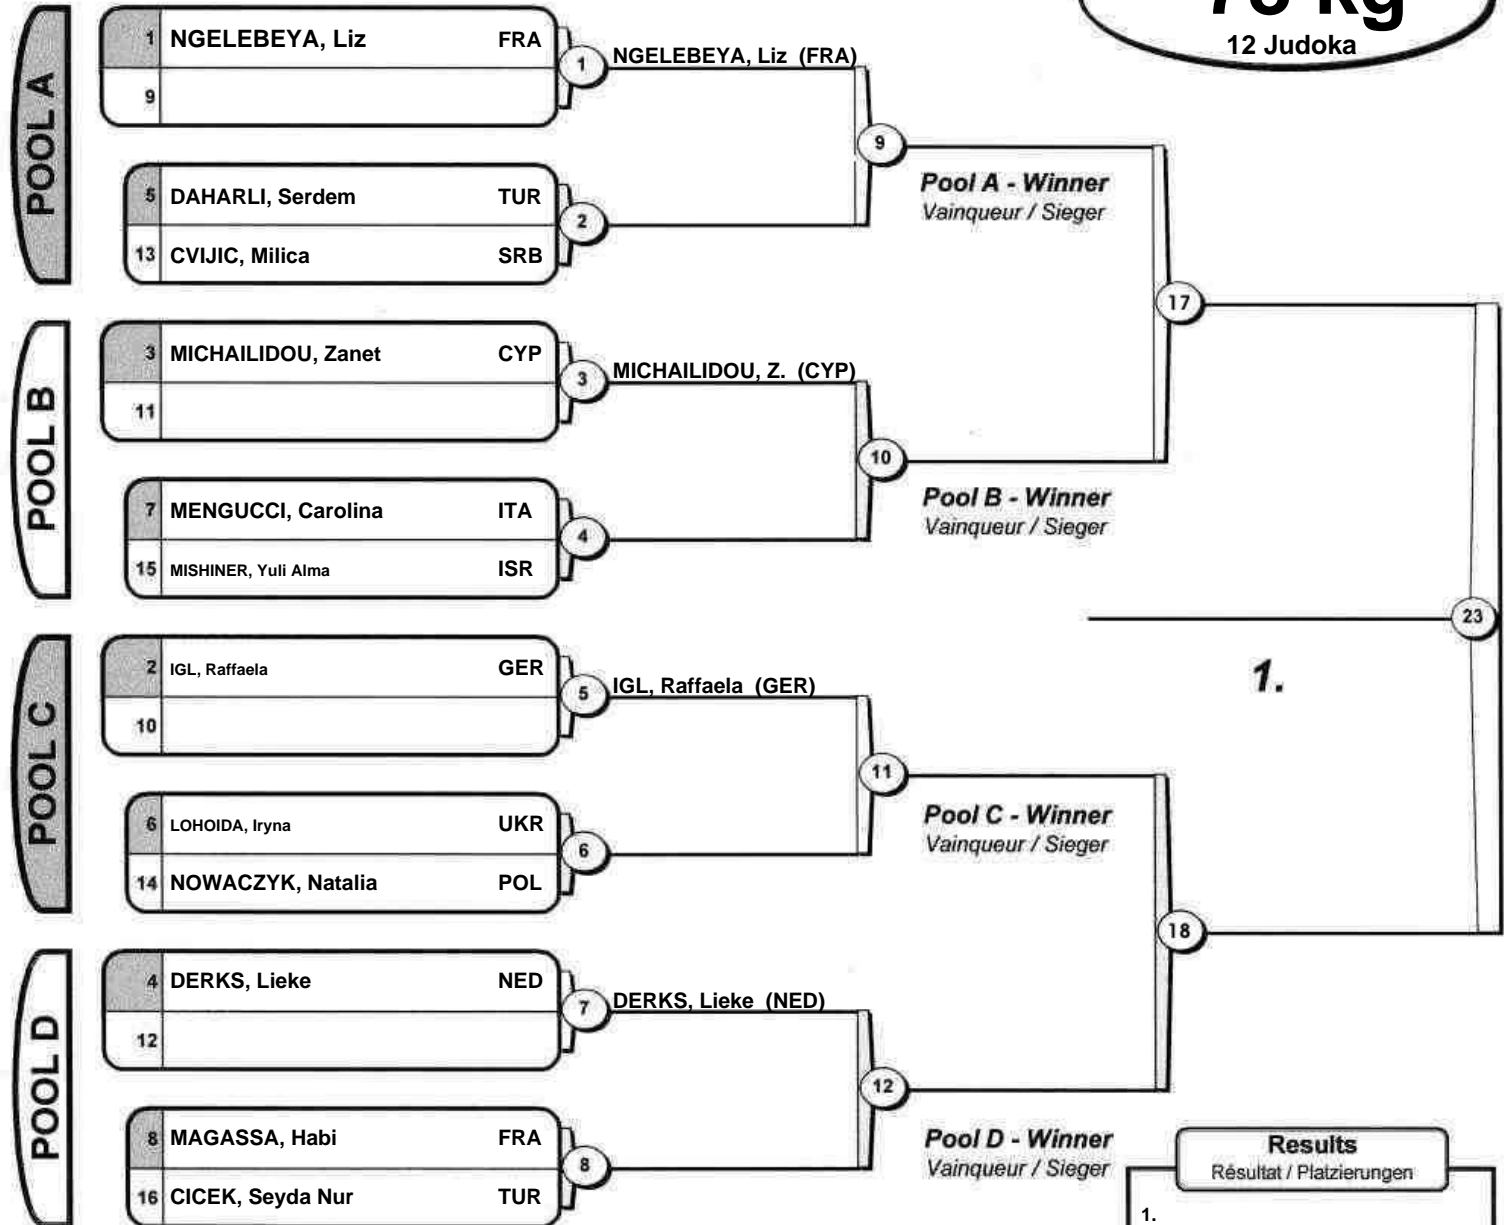 78 kg
12 Judoka
POOL A
1 NGELEBEYA, Liz FRA
9
1 NGELEBEYA, Liz (FRA)
5 DAHARLI, Serdem TUR
13 CVIJIC, Milica SRB
2
9
Pool A - Winner
Vainqueur / Sieger
17
POOL B
3 MICHAILIDOU, Zanet CYP
11
3 MICHAILIDOU, Z. (CYP)
7 MENGUCCI, Carolina ITA
15 MISHINER, Yuli Alma ISR
4
10
Pool B - Winner
Vainqueur / Sieger
23
1.
POOL C
2 IGL, Raffaela GER
10
5 IGL, Raffaela (GER)
6 LOHOIDA, Iryna UKR
14 NOWACZYK, Natalia POL
6
11
Pool C - Winner
Vainqueur / Sieger
18
POOL D
4 DERKS, Lieke NED
12
7 DERKS, Lieke (NED)
8 MAGASSA, Habi FRA
16 CICEK, Seyda Nur TUR
8
12
Pool D - Winner
Vainqueur / Sieger
Results
Résultat / Platzierungen
1.